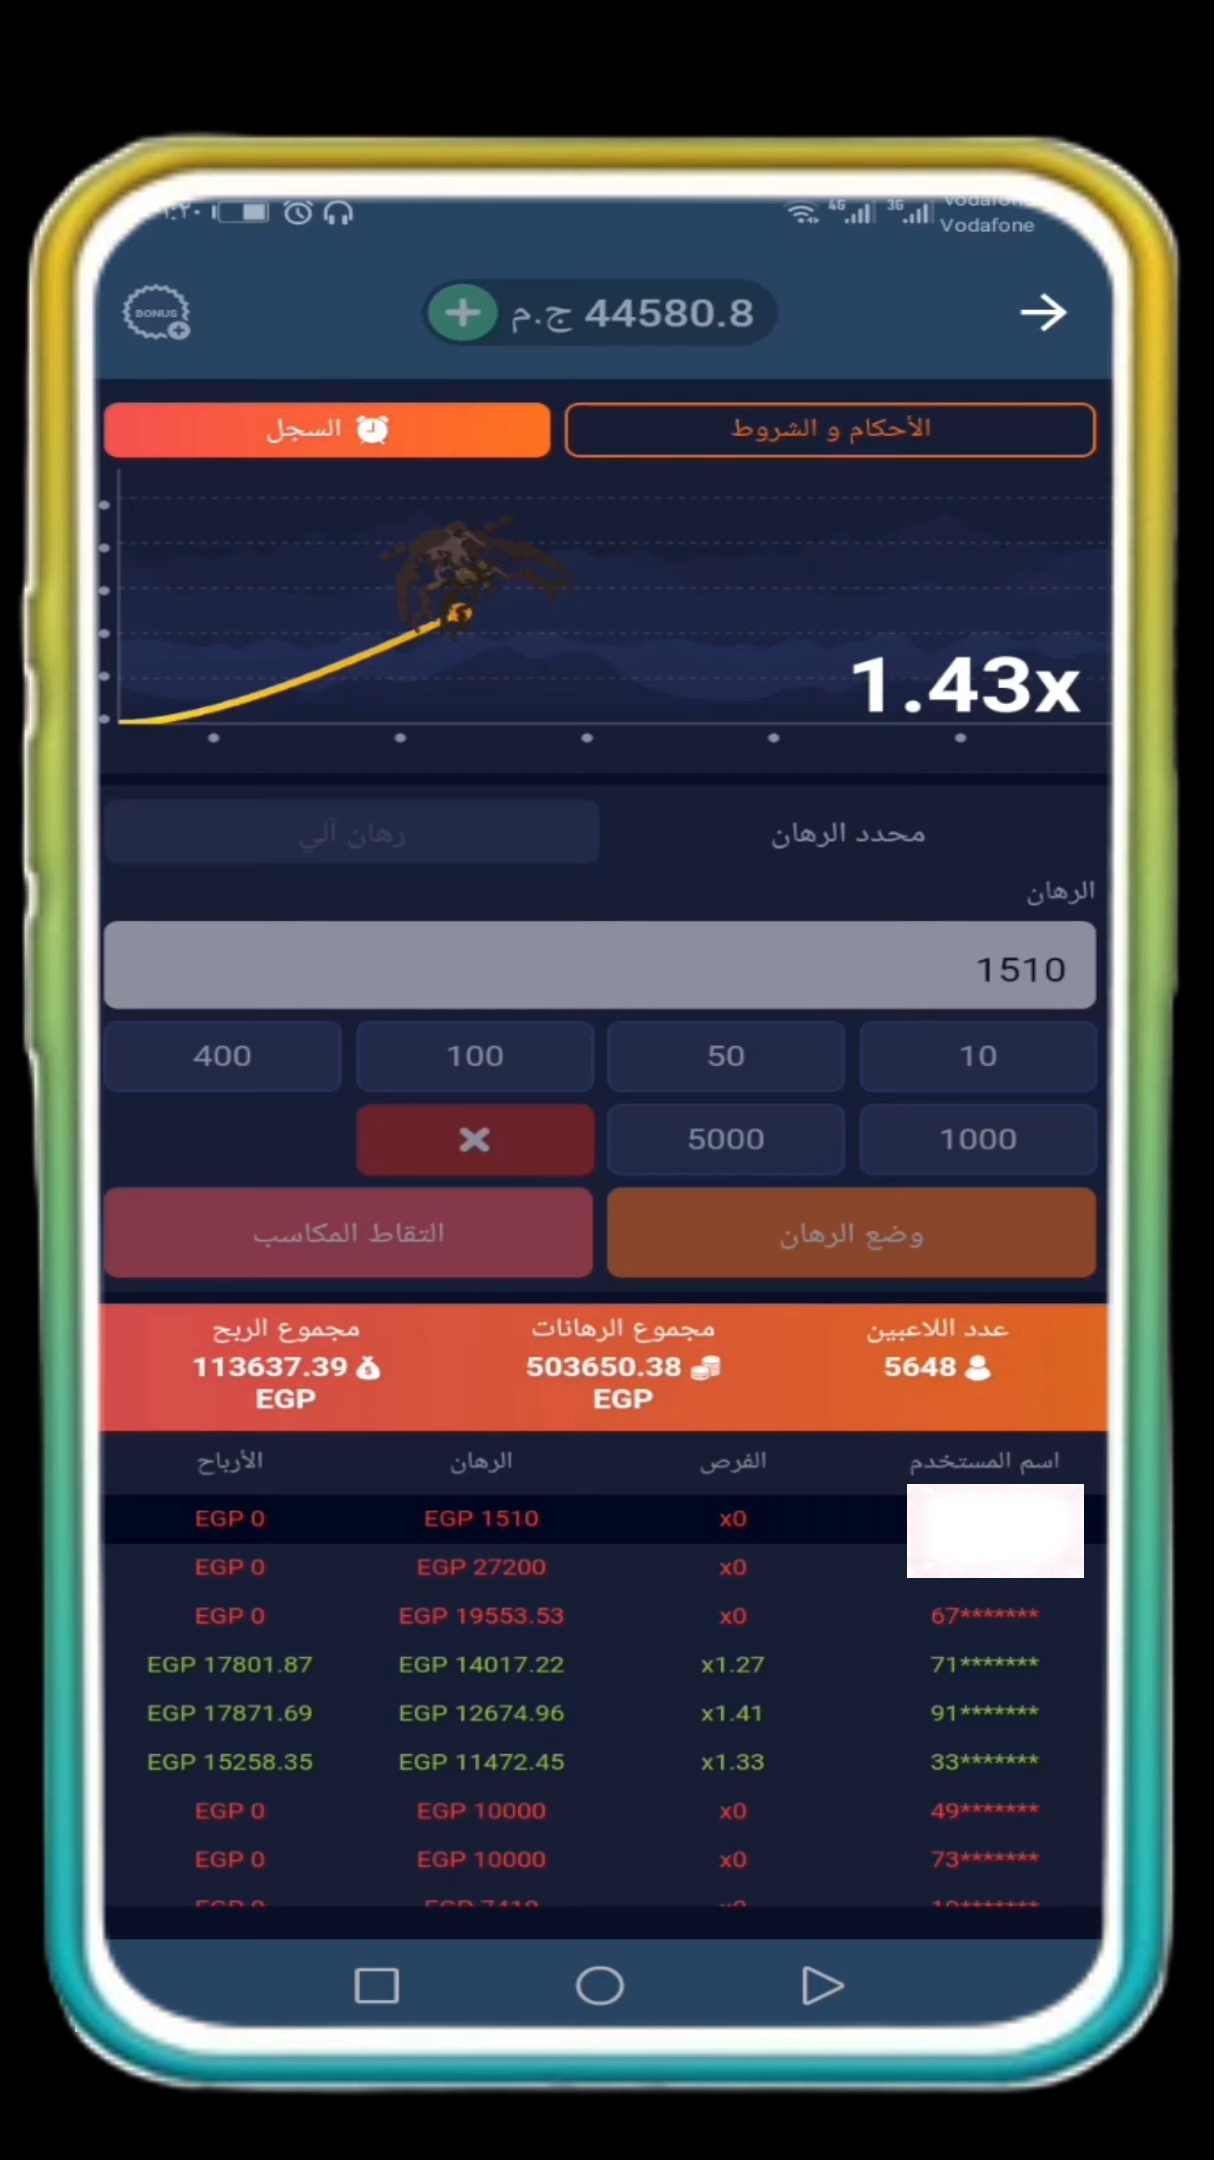 4G 3G Vodafone
BONUS
44580.8 ج.م
الأحكام و الشروط
السجل
1.43x
محدد الرهان
رهان آلي
الرهان
1510
10 50 100 400
1000 5000
وضع الرهان
التقاط المكاسب
عدد اللاعبين مجموع الرهانات مجموع الربح
5648 503650.38 113637.39
EGP EGP
اسم المستخدم الفرص الرهان الأرباح
x0 EGP 1510 EGP 0
x0 EGP 27200 EGP 0
67******* x0 EGP 19553.53 EGP 0
71******* x1.27 EGP 14017.22 EGP 17801.87
91******* x1.41 EGP 12674.96 EGP 17871.69
33******* x1.33 EGP 11472.45 EGP 15258.35
49******* x0 EGP 10000 EGP 0
73******* x0 EGP 10000 EGP 0